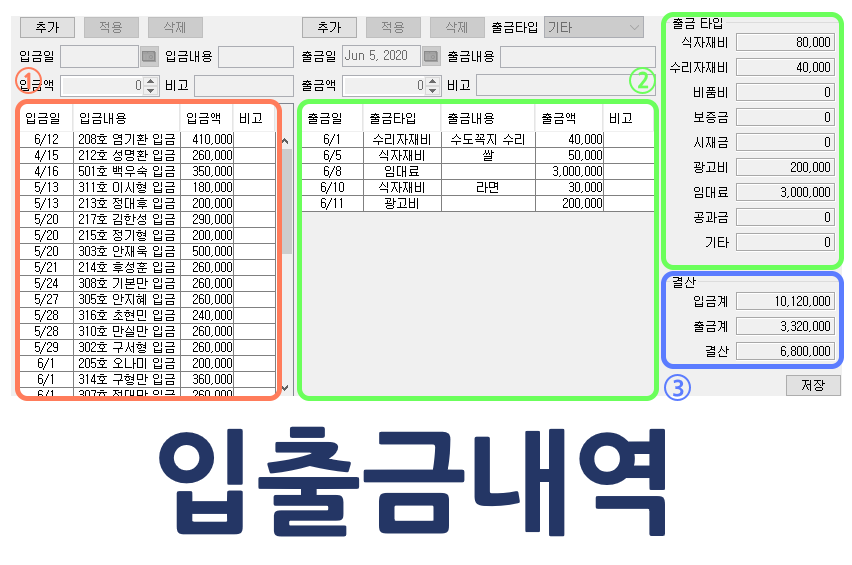 추가 적용 삭제 추가 적용 삭제 출금타입 기타
입금일 입금내용 출금일 Jun 5, 2020 출금내용
① 입금액 0 비고 출금액 0 비고 ②
입금일 입금내용 입금액 비고
6/12 208호 염기환 입금 410,000
4/15 212호 성명환 입금 260,000
4/16 501호 백우숙 입금 350,000
5/13 311호 이시형 입금 180,000
5/13 213호 정대후 입금 200,000
5/20 217호 김한성 입금 290,000
5/20 215호 정기형 입금 200,000
5/20 303호 안재욱 입금 500,000
5/21 214호 후성훈 입금 260,000
5/24 308호 기본만 입금 260,000
5/27 305호 안지혜 입금 260,000
5/28 316호 초현민 입금 240,000
5/28 310호 만실만 입금 260,000
5/29 302호 구서형 입금 260,000
6/1 205호 오나미 입금 200,000
6/1 314호 구형만 입금 360,000
6/1 307호 정대만 입금 260,000
출금일 출금타입 출금내용 출금액 비고
6/1 수리자재비 수도꼭지 수리 40,000
6/5 식자재비 쌀 50,000
6/8 임대료 3,000,000
6/10 식자재비 라면 30,000
6/11 광고비 200,000
출금 타입
식자재비 80,000
수리자재비 40,000
비품비 0
보증금 0
시재금 0
광고비 200,000
임대료 3,000,000
공과금 0
기타 0
결산
입금계 10,120,000
출금계 3,320,000
결산 6,800,000
③ 저장
입출금내역